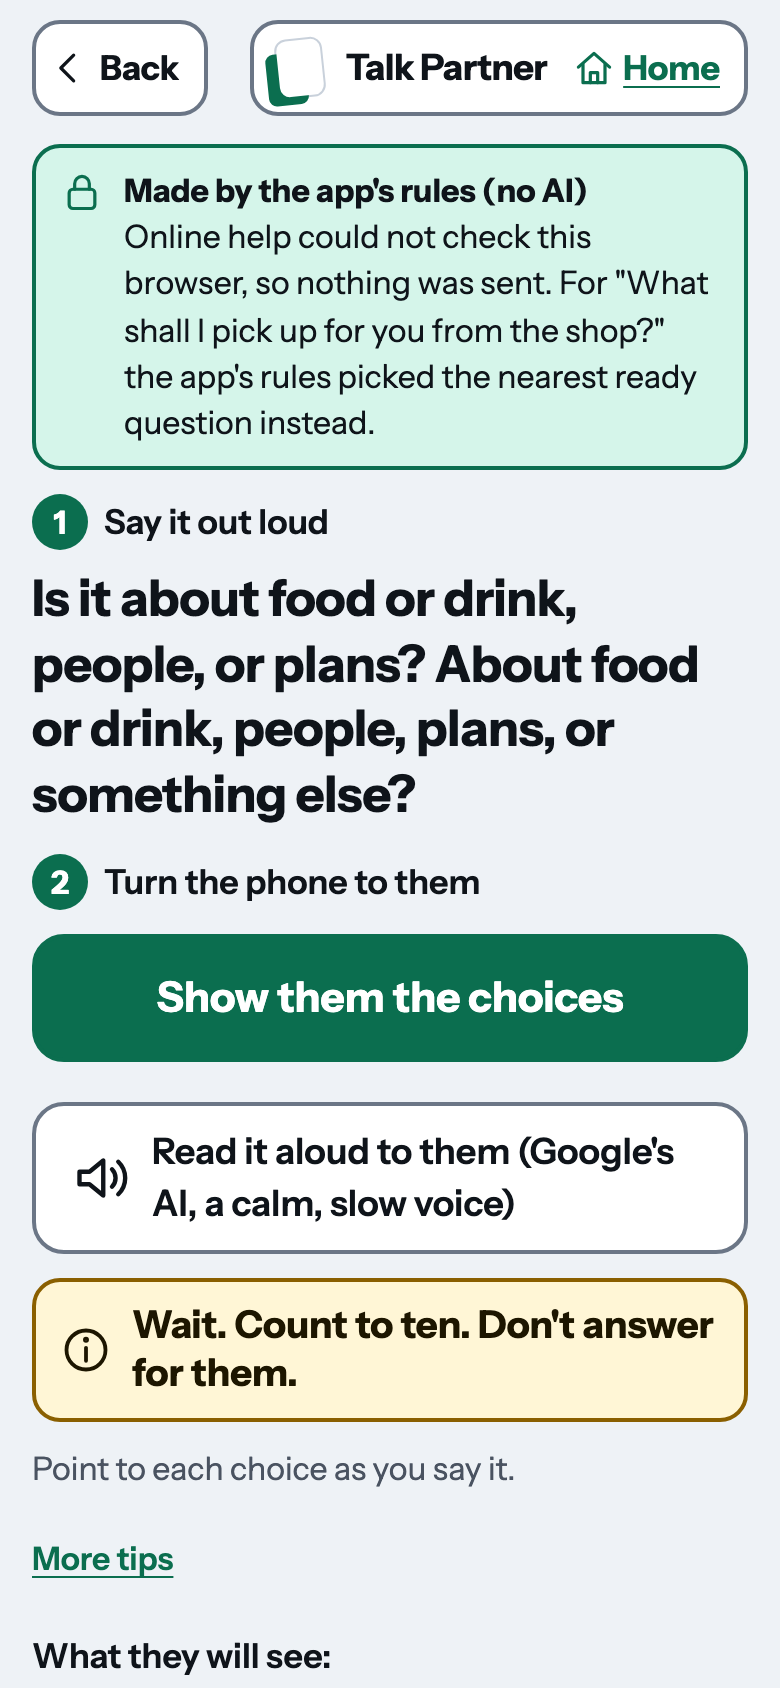 Back
Talk Partner
Home
Made by the app's rules (no AI)
Online help could not check this
browser, so nothing was sent. For "What
shall I pick up for you from the shop?"
the app's rules picked the nearest ready
question instead.
1 Say it out loud
Is it about food or drink,
people, or plans? About food
or drink, people, plans, or
something else?
2 Turn the phone to them
Show them the choices
Read it aloud to them (Google's
AI, a calm, slow voice)
Wait. Count to ten. Don't answer
for them.
Point to each choice as you say it.
More tips
What they will see: